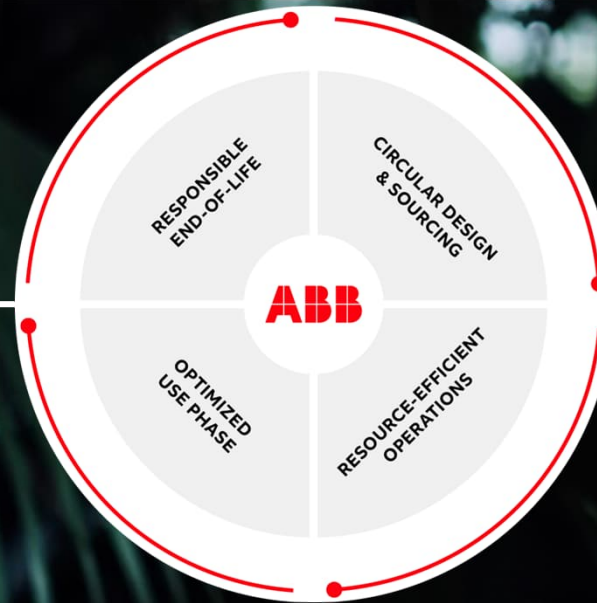 RESPONSIBLE
END-OF-LIFE
CIRCULAR DESIGN
& SOURCING
ABB
OPTIMIZED
USE PHASE
RESOURCE-EFFICIENT
OPERATIONS